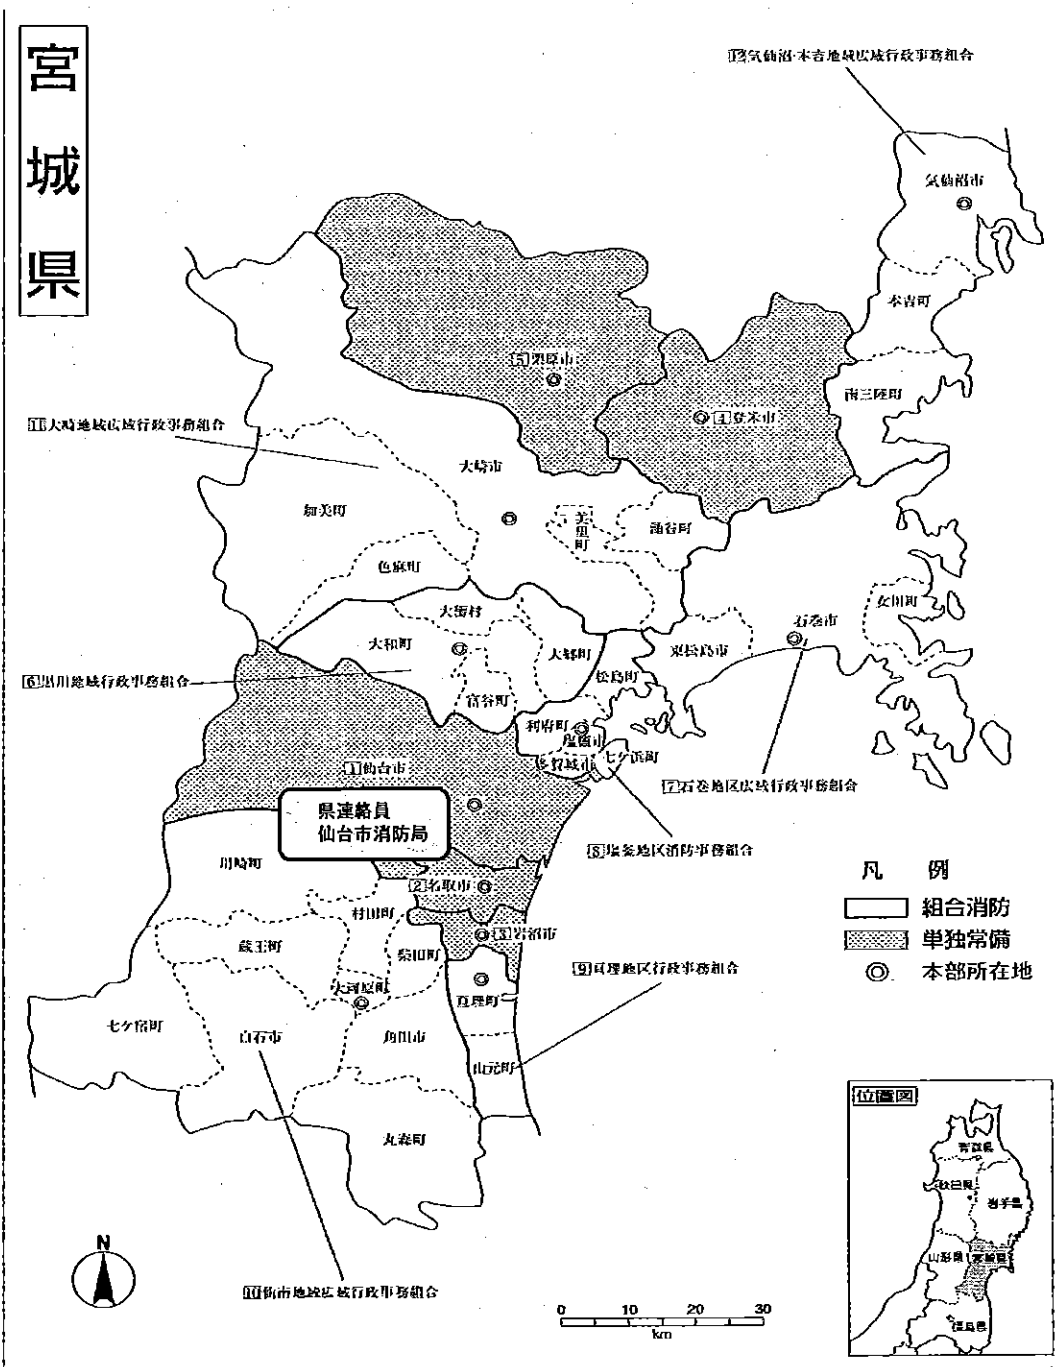 宮城県
12気仙沼・本吉地域広域行政事務組合
気仙沼市
本吉町
南三陸町
5栗原市
4登米市
11大崎地域広域行政事務組合
大崎市
加美町
美里町
涌谷町
色麻町
大衡村
女川町
石巻市
大和町
大郷町
東松島市
松島町
6黒川地域行政事務組合
富谷町
利府町
塩竈市
多賀城市
七ヶ浜町
1仙台市
7石巻地区広域行政事務組合
県連絡員
仙台市消防局
8塩釜地区消防事務組合
川崎町
2名取市
凡 例
組合消防
単独常備
本部所在地
村田町
3岩沼市
蔵王町
柴田町
9亘理地区行政事務組合
大河原町
亘理町
七ケ宿町
白石市
角田市
山元町
丸森町
位置図
青森県
秋田県
岩手県
山形県
宮城県
福島県
N
10仙南地域広域行政事務組合
0 10 20 30
km